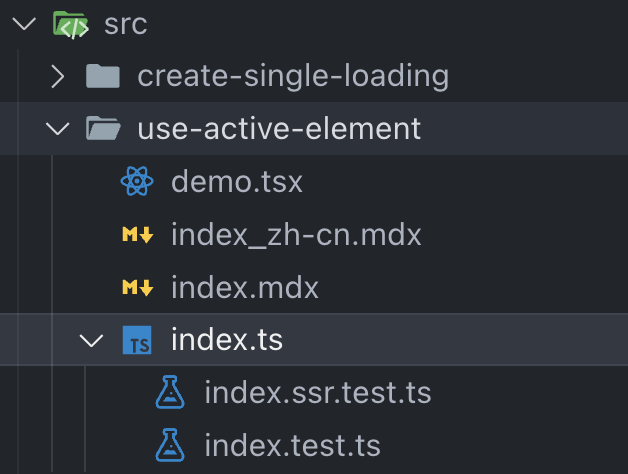 src
create-single-loading
use-active-element
demo.tsx
index_zh-cn.mdx
index.mdx
TS index.ts
index.ssr.test.ts
index.test.ts